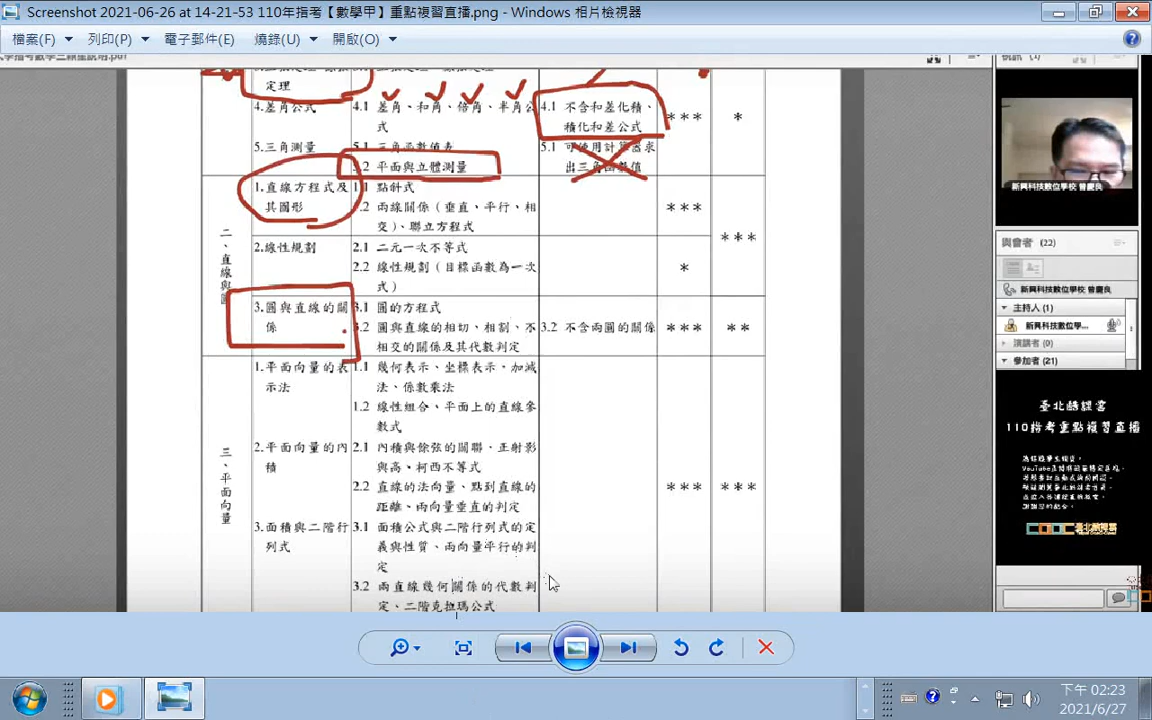 Screenshot 2021-06-26 at 14-21-53 110年指考【數學甲】重點複習直播.png - Windows 相片檢視器
檔案(F) 列印(P) 電子郵件(E) 燒錄(U) 開啟(O)
定理
4.差角公式
4.1 差角、和角、倍角、半角公式
4.1 不含和差化積、積化和差公式
***
*
5.三角測量
5.1 三角函數值表
5.1 可使用計算器求出三角函數值
5.2 平面與立體測量
二、直線與圓
1.直線方程式及其圖形
1.1 點斜式
1.2 兩線關係(垂直、平行、相交)、聯立方程式
***
***
2.線性規劃
2.1 二元一次不等式
2.2 線性規劃(目標函數為一次式)
*
3.圓與直線的關係
3.1 圓的方程式
3.2 圓與直線的相切、相割、不相交的關係及其代數判定
3.2 不含兩圓的關係
***
**
三、平面向量
1.平面向量的表示法
1.1 幾何表示、坐標表示,加減法、係數乘法
1.2 線性組合、平面上的直線參數式
2.平面向量的內積
2.1 內積與餘弦的關聯、正射影與高、柯西不等式
2.2 直線的法向量、點到直線的距離、兩向量垂直的判定
***
***
3.面積與二階行列式
3.1 面積公式與二階行列式的定義與性質、兩向量平行的判定
3.2 兩直線幾何關係的代數判定、二階克拉瑪公式
新興科技數位學校 曾慶良
與會者 (22)
新興科技數位學校 曾慶良
主持人 (1)
新興科技數位學...
演講者 (0)
參加者 (21)
臺北酷課雲
110指考重點複習直播
臺北酷課雲
下午 02:23
2021/6/27